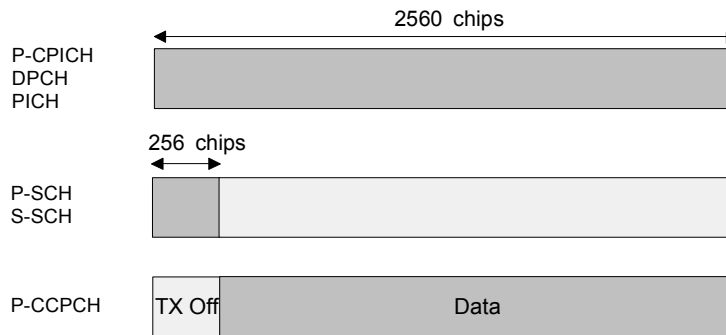 2560 chips
P-CPICH
DPCH
PICH
256 chips
P-SCH
S-SCH
P-CCPCH
TX Off
Data